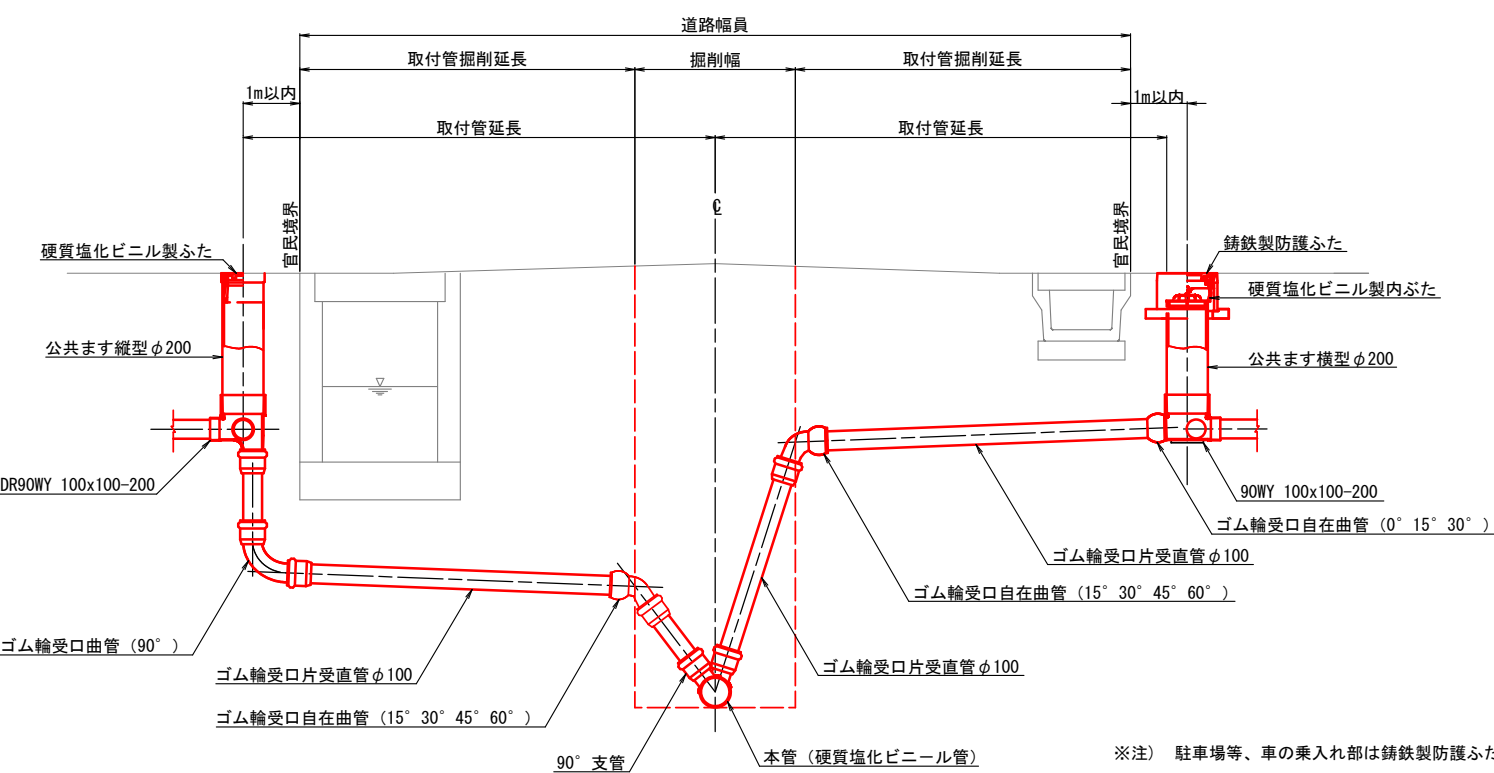 道路幅員
取付管掘削延長
掘削幅
取付管掘削延長
1m以内
1m以内
取付管延長
取付管延長
官民境界
℄
官民境界
硬質塩化ビニル製ふた
鋳鉄製防護ふた
硬質塩化ビニル製内ぶた
公共ます縦型φ200
公共ます横型φ200
DR90WY 100x100-200
90WY 100x100-200
ゴム輪受口自在曲管(0°15°30°)
ゴム輪受口片受直管φ100
ゴム輪受口自在曲管(15°30°45°60°)
ゴム輪受口曲管(90°)
ゴム輪受口片受直管φ100
ゴム輪受口片受直管φ100
ゴム輪受口自在曲管(15°30°45°60°)
90°支管
本管(硬質塩化ビニール管)
※注) 駐車場等、車の乗入れ部は鋳鉄製防護ふた